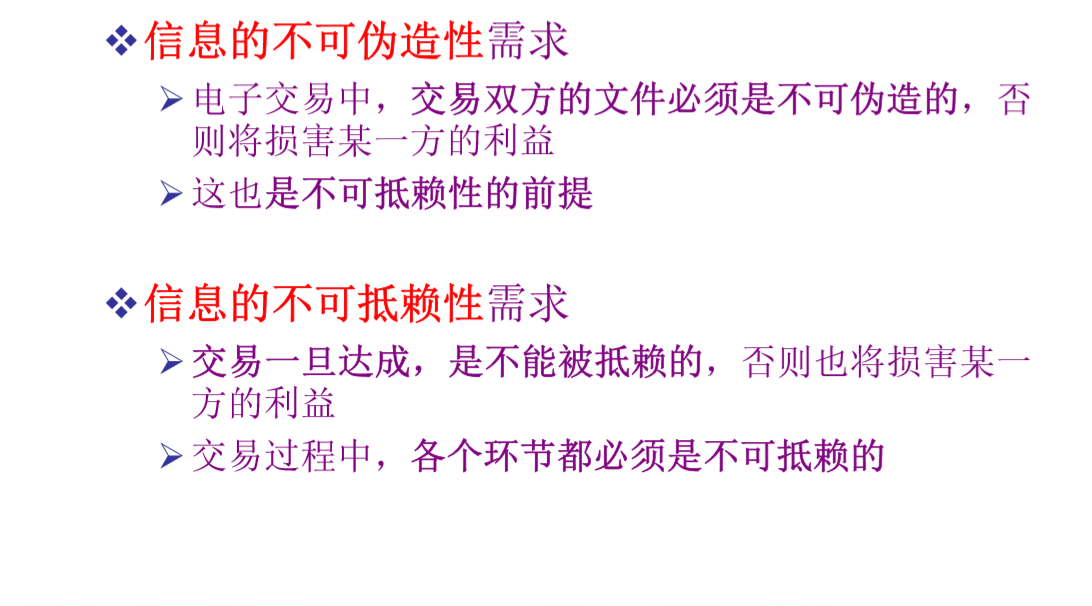 信息的不可伪造性需求
电子交易中，交易双方的文件必须是不可伪造的，否
则将损害某一方的利益
这也是不可抵赖性的前提
信息的不可抵赖性需求
交易一旦达成，是不能被抵赖的，否则也将损害某一
方的利益
交易过程中，各个环节都必须是不可抵赖的